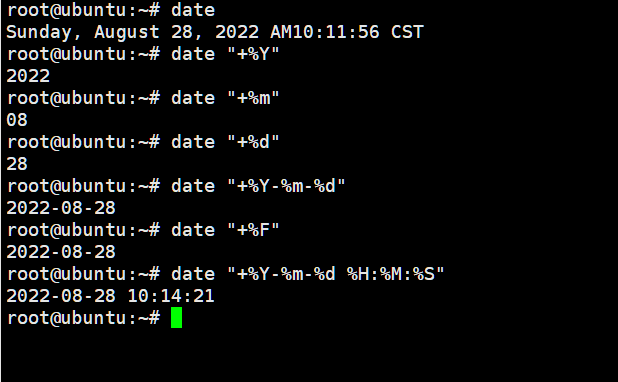 root@ubuntu:~# date
Sunday, August 28, 2022 AM10:11:56 CST
root@ubuntu:~# date "+%Y"
2022
root@ubuntu:~# date "+%m"
08
root@ubuntu:~# date "+%d"
28
root@ubuntu:~# date "+%Y-%m-%d"
2022-08-28
root@ubuntu:~# date "+%F"
2022-08-28
root@ubuntu:~# date "+%Y-%m-%d %H:%M:%S"
2022-08-28 10:14:21
root@ubuntu:~#